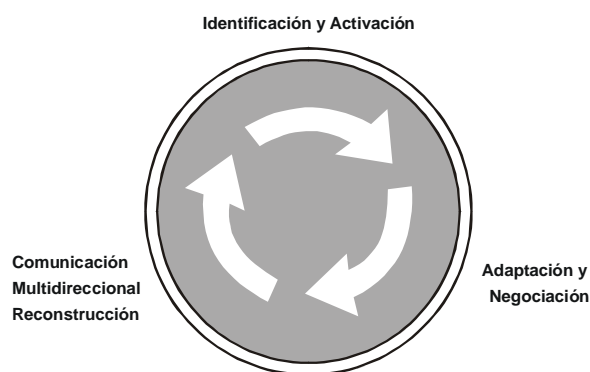 Identificación y Activación
Comunicación
Multidireccional
Reconstrucción
Adaptación y
Negociación